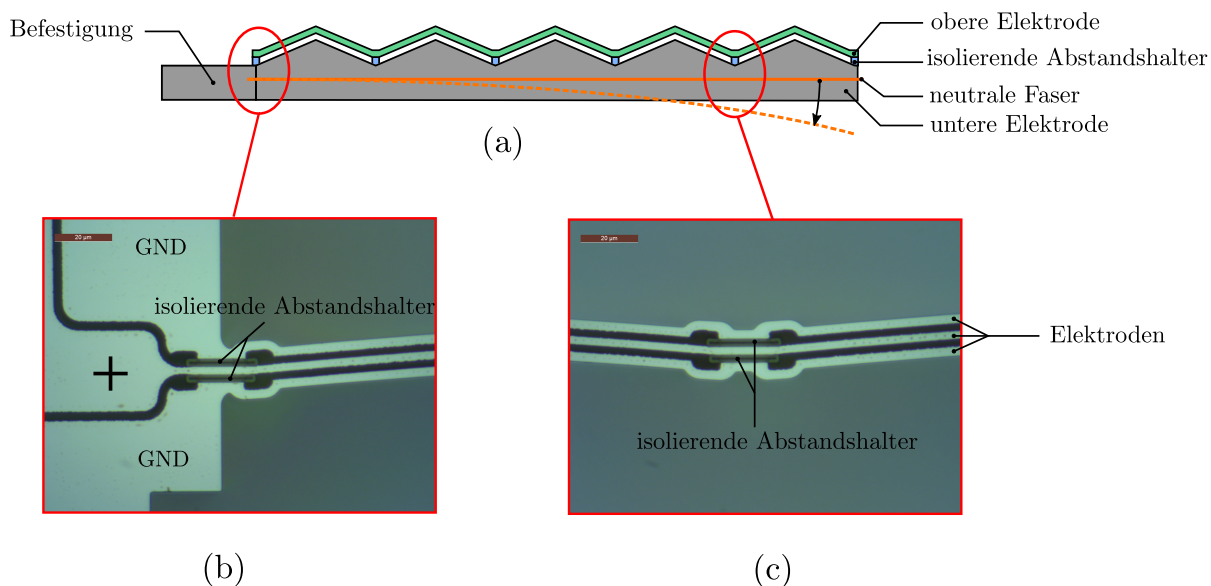 Befestigung
obere Elektrode
isolierende Abstandshalter
neutrale Faser
untere Elektrode
(a)
20 µm
GND
isolierende Abstandshalter
+
GND
(b)
20 µm
Elektroden
isolierende Abstandshalter
(c)